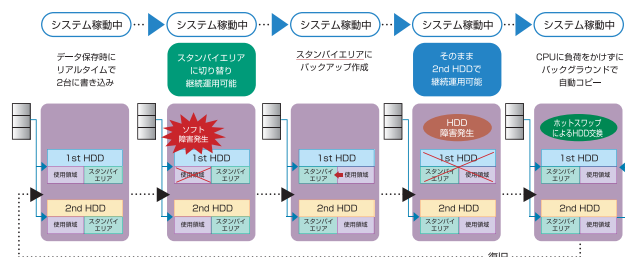 システム稼動中
システム稼動中
システム稼動中
システム稼動中
システム稼動中
データ保存時に
リアルタイムで
2台に書き込み
スタンバイエリア
に切り替り
継続運用可能
スタンバイエリアに
バックアップ作成
そのまま
2nd HDDで
継続運用可能
CPUに負荷をかけずに
バックグラウンドで
自動コピー
1st HDD
使用領域
スタンバイ
エリア
2nd HDD
使用領域
スタンバイ
エリア
ソフト
障害発生
1st HDD
使用領域
スタンバイ
エリア
2nd HDD
使用領域
スタンバイ
エリア
1st HDD
スタンバイ
エリア
使用領域
2nd HDD
スタンバイ
エリア
使用領域
HDD
障害発生
1st HDD
スタンバイ
エリア
使用領域
2nd HDD
スタンバイ
エリア
使用領域
ホットスワップ
によるHDD交換
1st HDD
スタンバイ
エリア
使用領域
2nd HDD
スタンバイ
エリア
使用領域
復旧